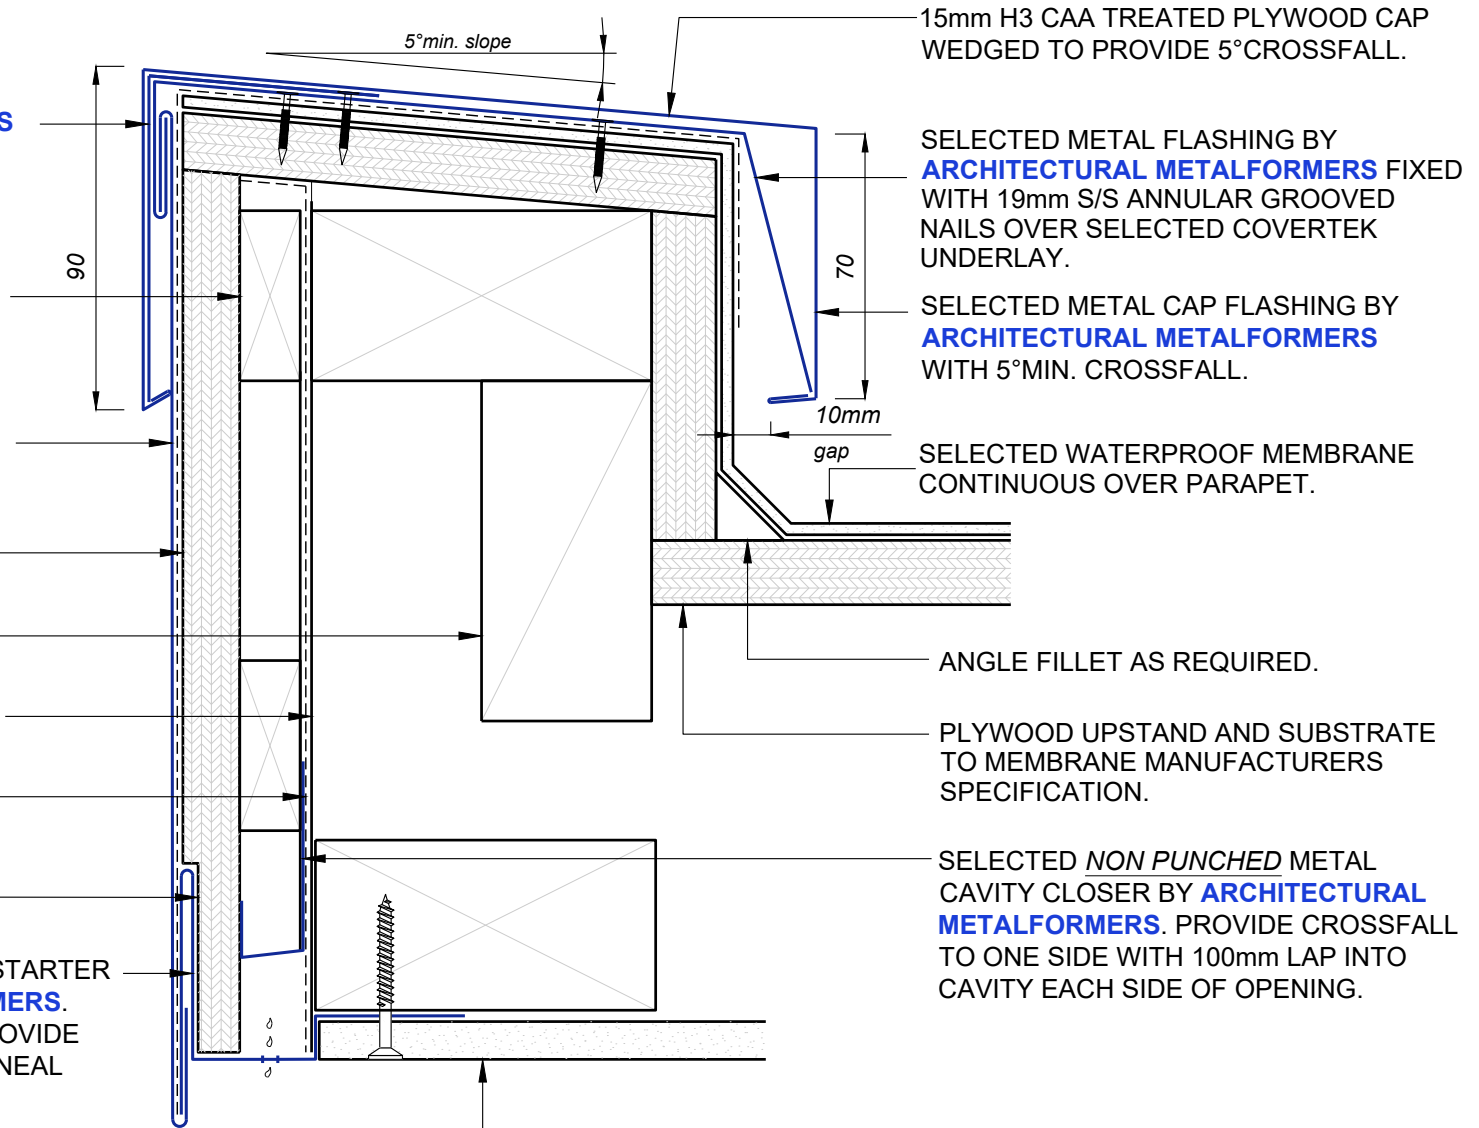 5°min. slope
15mm H3 CAA TREATED PLYWOOD CAP
WEDGED TO PROVIDE 5°CROSSFALL.
S
SELECTED METAL FLASHING BY
ARCHITECTURAL METALFORMERS FIXED
WITH 19mm S/S ANNULAR GROOVED
NAILS OVER SELECTED COVERTEK
UNDERLAY.
90
70
SELECTED METAL CAP FLASHING BY
ARCHITECTURAL METALFORMERS
WITH 5°MIN. CROSSFALL.
10mm
gap
SELECTED WATERPROOF MEMBRANE
CONTINUOUS OVER PARAPET.
ANGLE FILLET AS REQUIRED.
PLYWOOD UPSTAND AND SUBSTRATE
TO MEMBRANE MANUFACTURERS
SPECIFICATION.
SELECTED NON PUNCHED METAL
CAVITY CLOSER BY ARCHITECTURAL
METALFORMERS. PROVIDE CROSSFALL
TO ONE SIDE WITH 100mm LAP INTO
CAVITY EACH SIDE OF OPENING.
STARTER
MERS.
OVIDE
NEAL